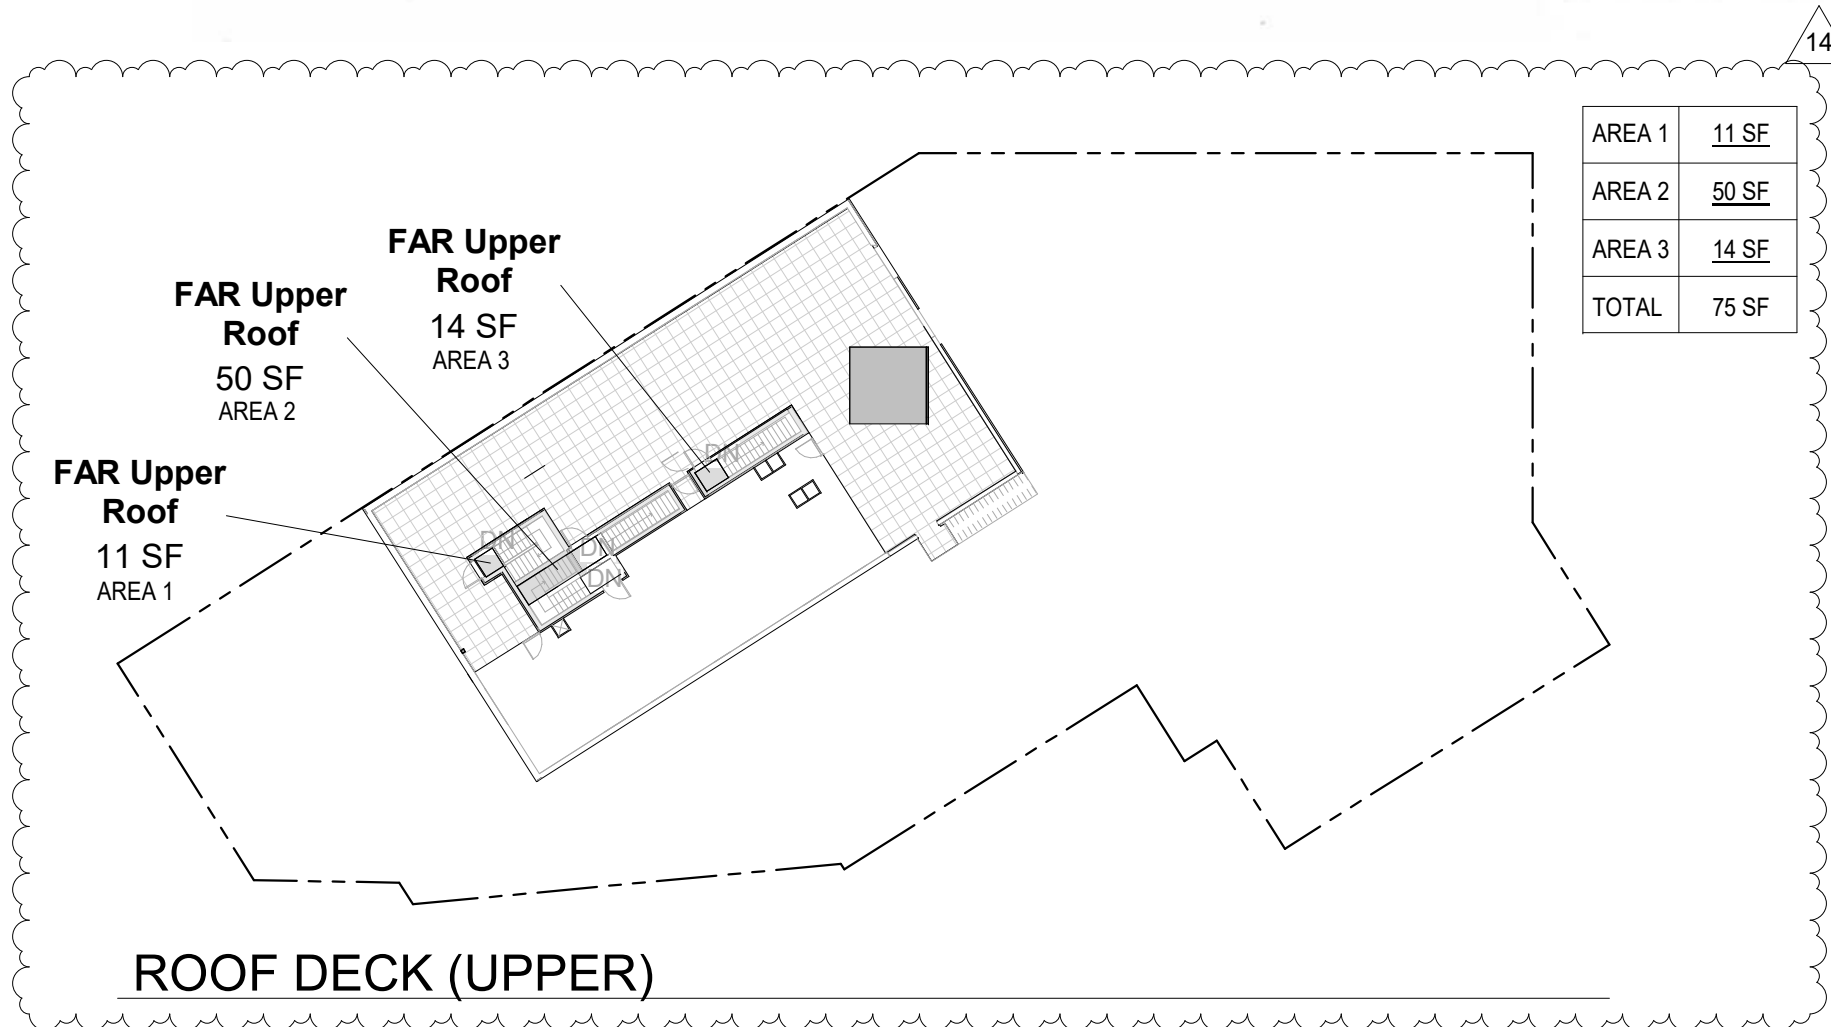 14
AREA 1 11 SF
AREA 2 50 SF
AREA 3 14 SF
TOTAL 75 SF
FAR Upper
Roof
14 SF
AREA 3
FAR Upper
Roof
50 SF
AREA 2
FAR Upper
Roof
11 SF
AREA 1
DN
DN
DN
DN
ROOF DECK (UPPER)